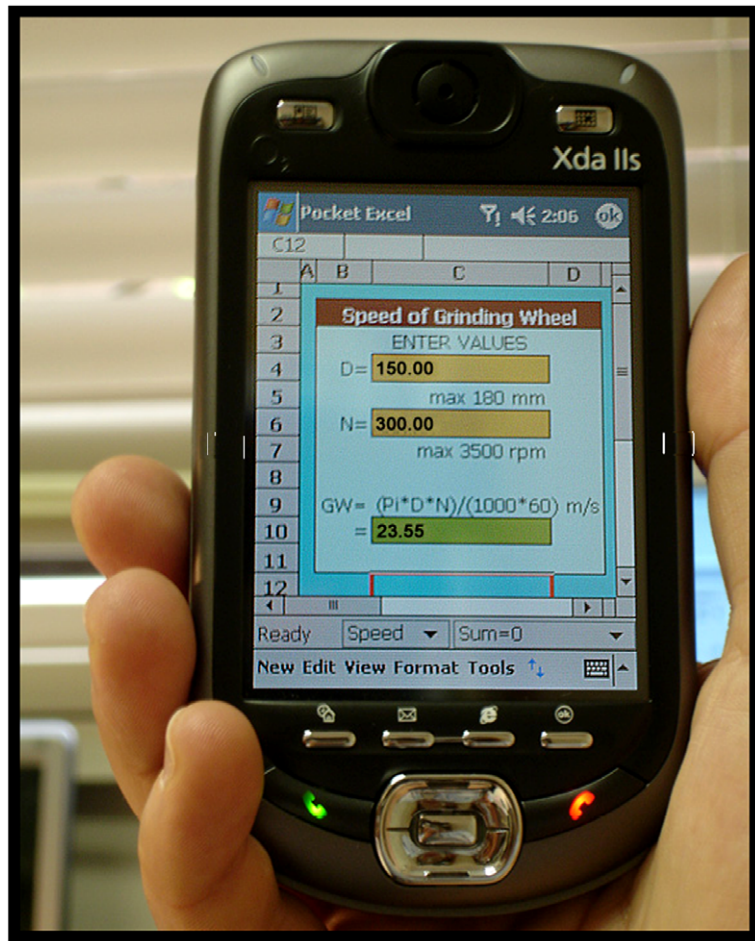 O2
Xda IIs
Pocket Excel 2:06 ok
C12
A B C D
1
2 Speed of Grinding Wheel
3 ENTER VALUES
4 D= 150.00
5 max 180 mm
6 N= 300.00
7 max 3500 rpm
8
9 GW= (Pi*D*N)/(1000*60) m/s
10 = 23.55
11
12
Ready Speed Sum=0
New Edit View Format Tools
ok